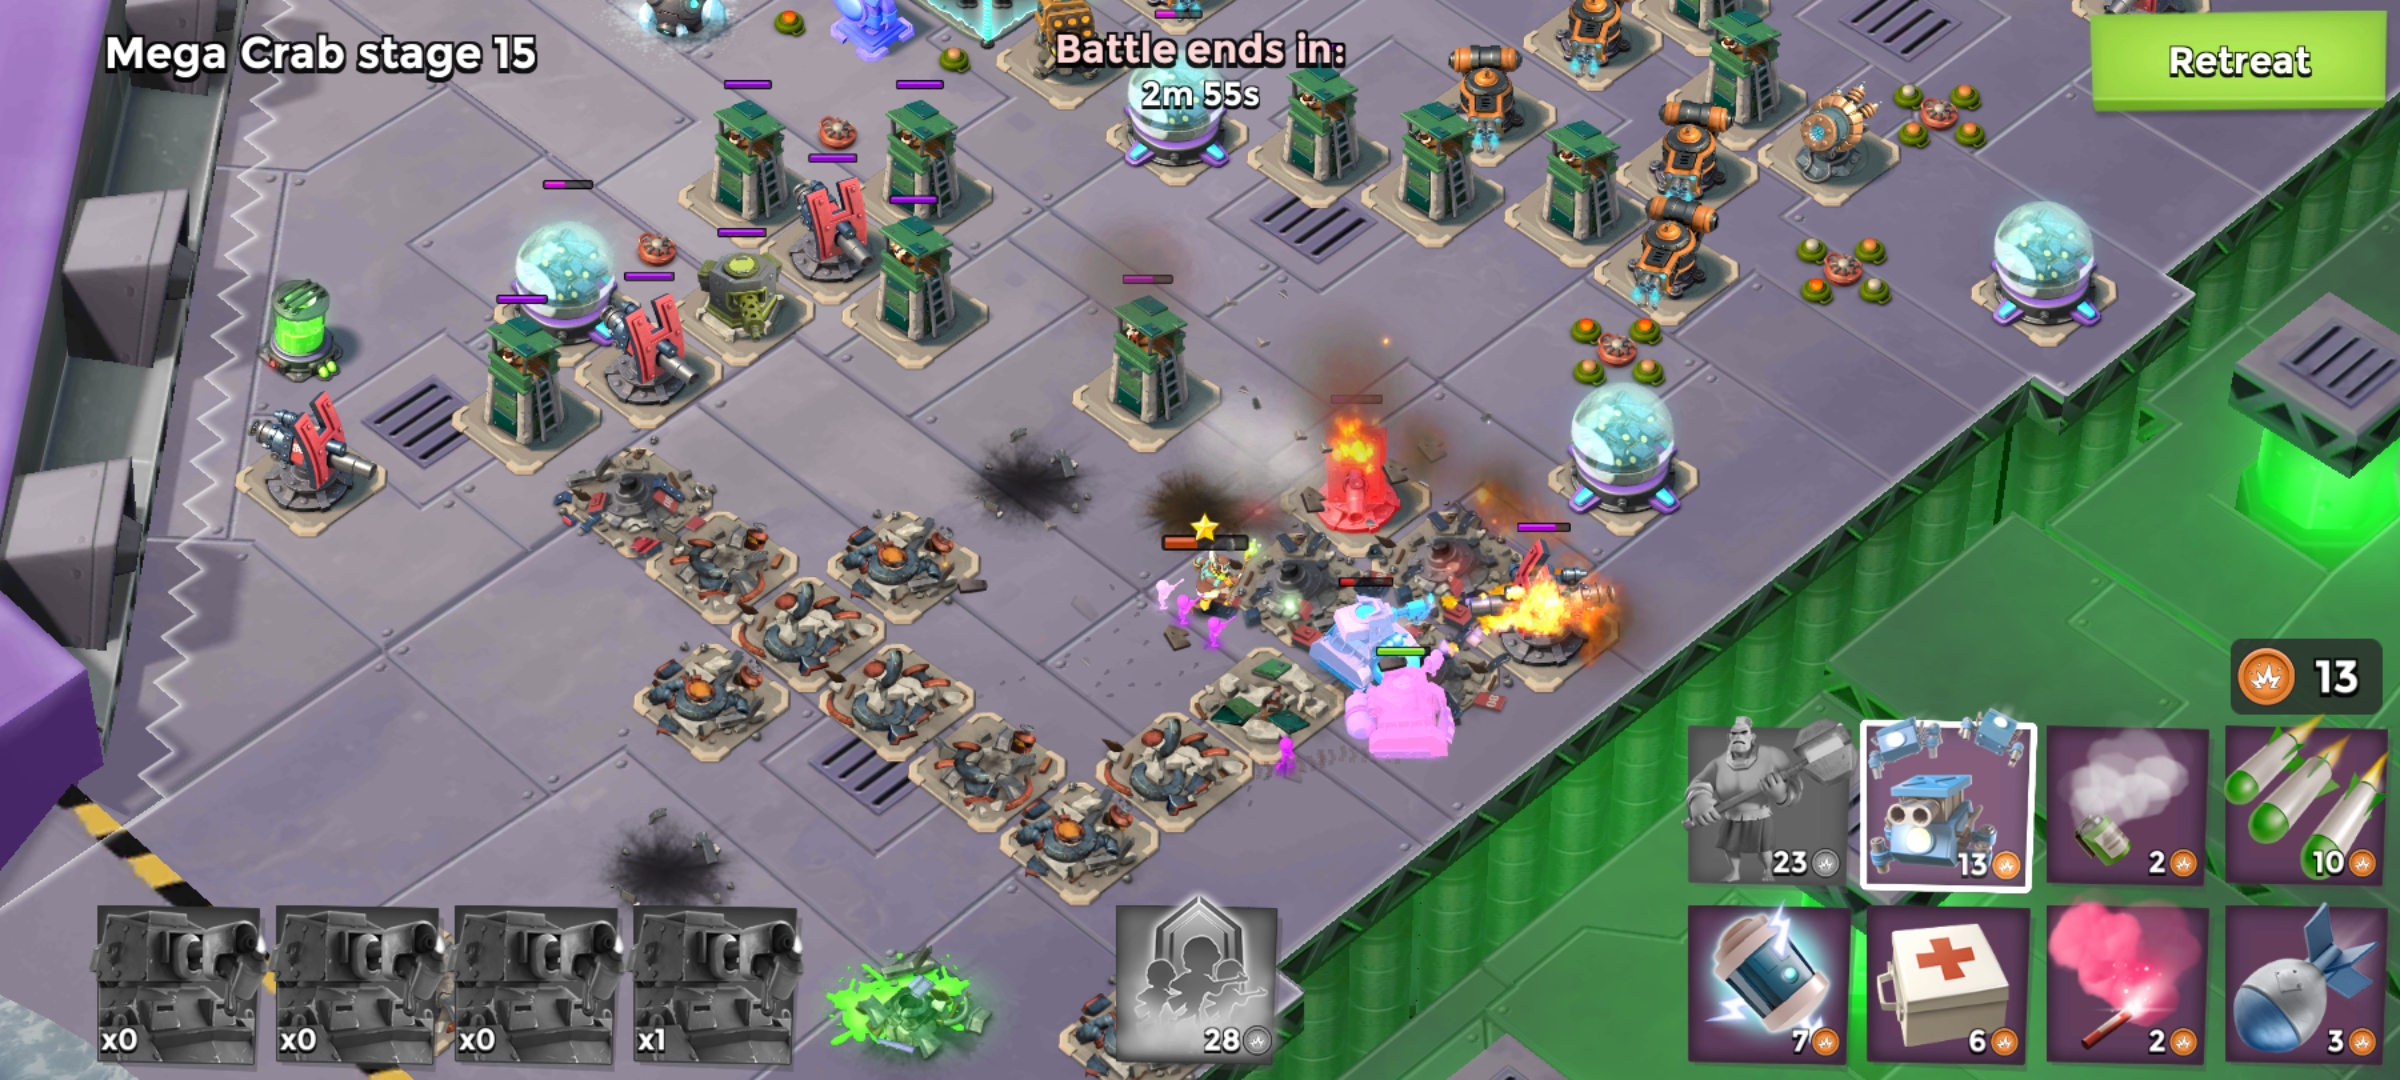 Mega Crab stage 15
Battle ends in:
2m 55s
Retreat
13
23
13
2
10
7
6
2
3
x0
x0
x0
x1
28